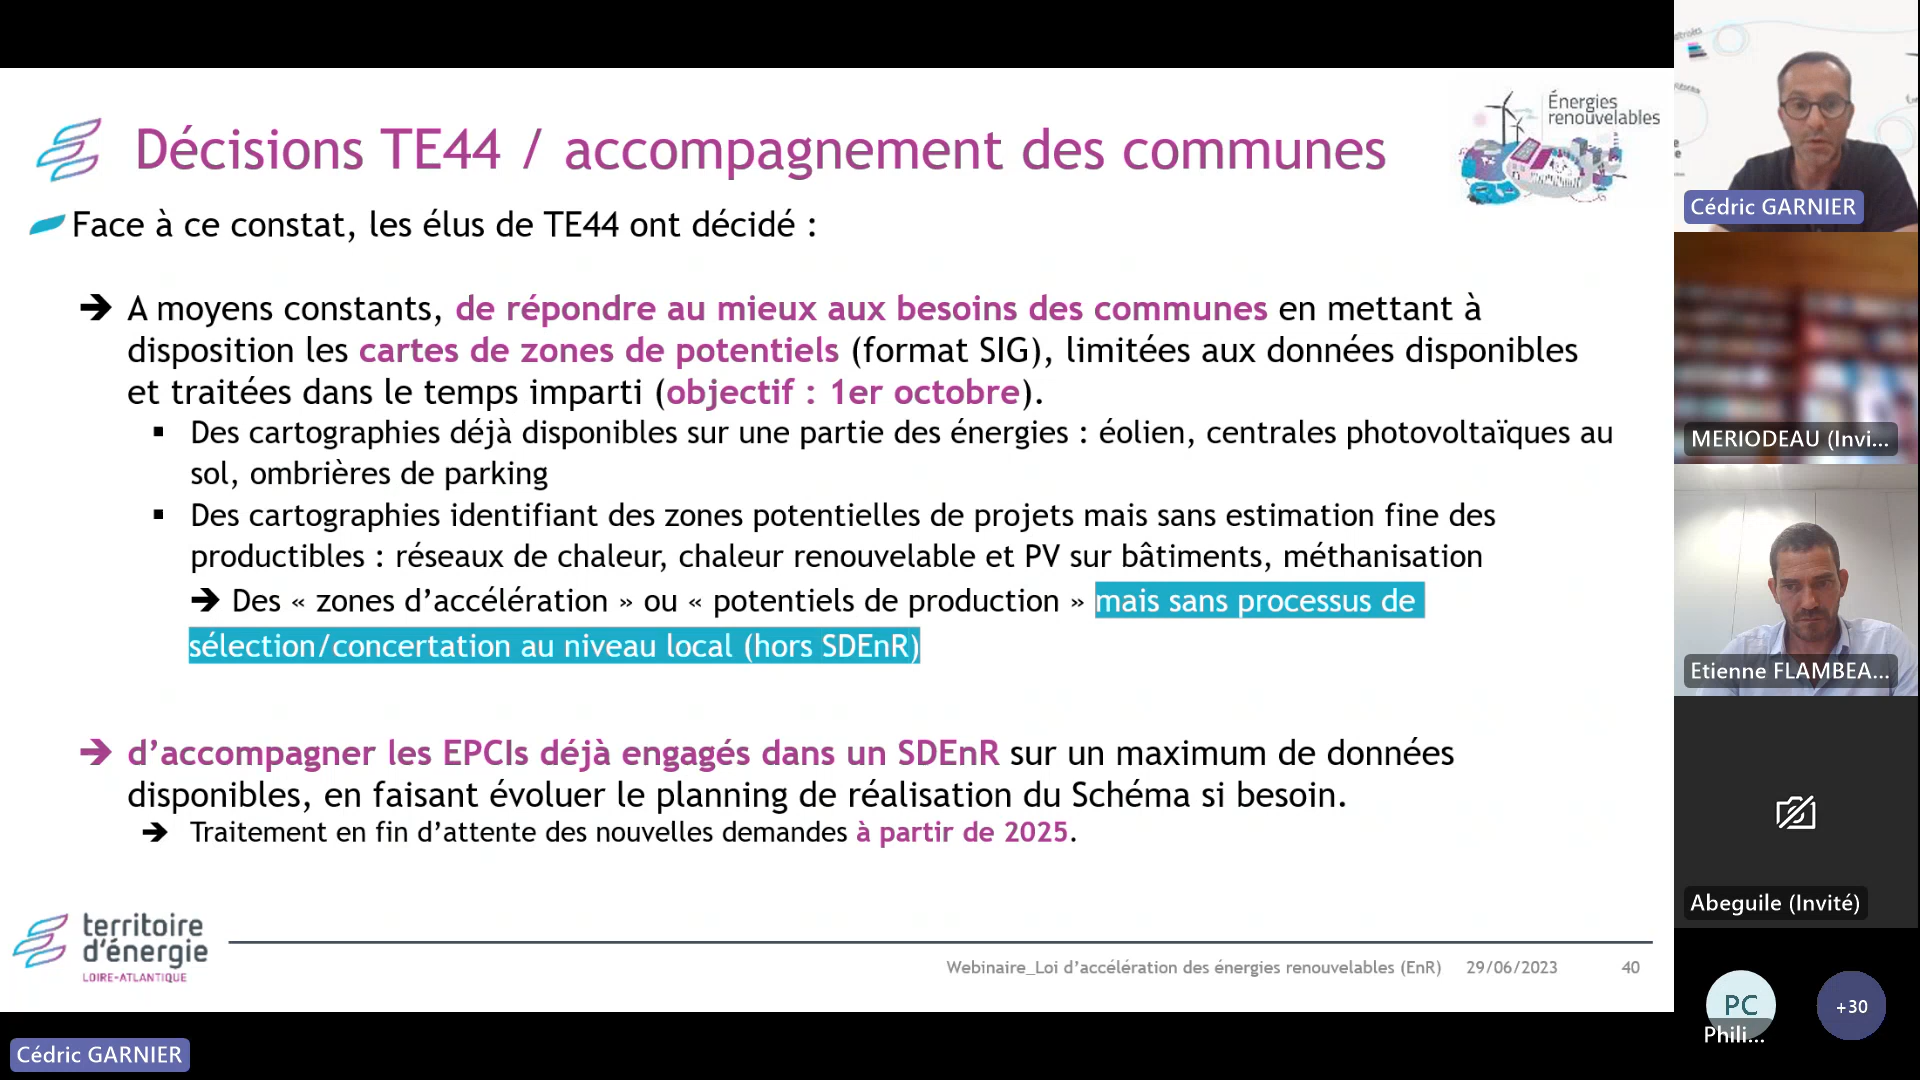 Décisions TE44 / accompagnement des communes
Énergies
renouvelables
Face à ce constat, les élus de TE44 ont décidé :
➔ A moyens constants, de répondre au mieux aux besoins des communes en mettant à
disposition les cartes de zones de potentiels (format SIG), limitées aux données disponibles
et traitées dans le temps imparti (objectif : 1er octobre).
▪ Des cartographies déjà disponibles sur une partie des énergies : éolien, centrales photovoltaïques au
sol, ombrières de parking
▪ Des cartographies identifiant des zones potentielles de projets mais sans estimation fine des
productibles : réseaux de chaleur, chaleur renouvelable et PV sur bâtiments, méthanisation
➔ Des « zones d’accélération » ou « potentiels de production » mais sans processus de
sélection/concertation au niveau local (hors SDEnR)
➔ d’accompagner les EPCIs déjà engagés dans un SDEnR sur un maximum de données
disponibles, en faisant évoluer le planning de réalisation du Schéma si besoin.
➔ Traitement en fin d’attente des nouvelles demandes à partir de 2025.
territoire
d’énergie
LOIRE-ATLANTIQUE
Webinaire_Loi d’accélération des énergies renouvelables (EnR) 29/06/2023 40
Cédric GARNIER
Cédric GARNIER
MERIODEAU (Invi...
Etienne FLAMBEA...
Abeguile (Invité)
PC
Phili...
+30